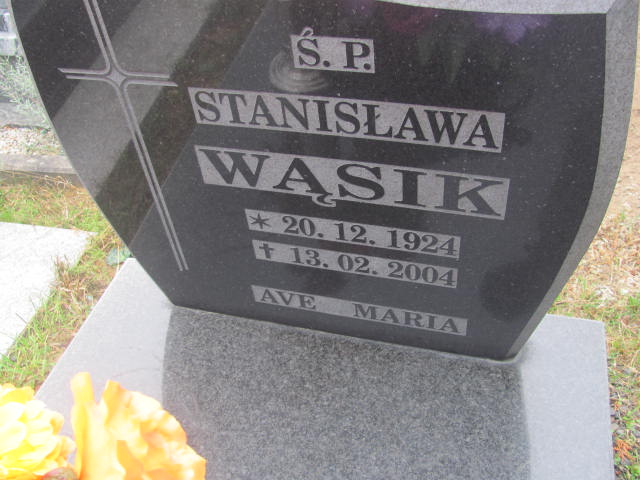 Ś. P.
STANISŁAWA
WĄSIK
* 20. 12. 1924
✝ 13. 02. 2004
AVE MARIA